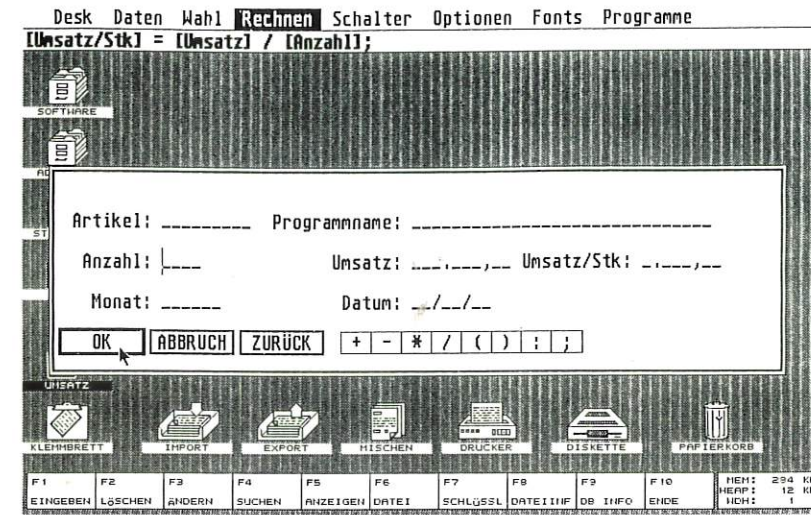 Desk Daten Wahl Rechnen Schalter Optionen Fonts Programme
[Umsatz/Stk] = [Umsatz] / [Anzahl];
SOFTWARE
AD
ST
Artikel: _________ Programmname: ______________________________
Anzahl: ____ Umsatz: ___.___,__ Umsatz/Stk: _.___,__
Monat: ______ Datum: __/__/__
OK ABBRUCH ZURÜCK + - * / ( ) : ;
UMSATZ
KLEMMBRETT IMPORT EXPORT MISCHEN DRUCKER DISKETTE PAPIERKORB
F1 F2 F3 F4 F5 F6 F7 F8 F9 F10 MEM: 294 K
EINGEBEN LÖSCHEN ÄNDERN SUCHEN ANZEIGEN DATEI SCHLÜSSL DATEIINF DB INFO ENDE HEAP: 12 K
WDH: 1